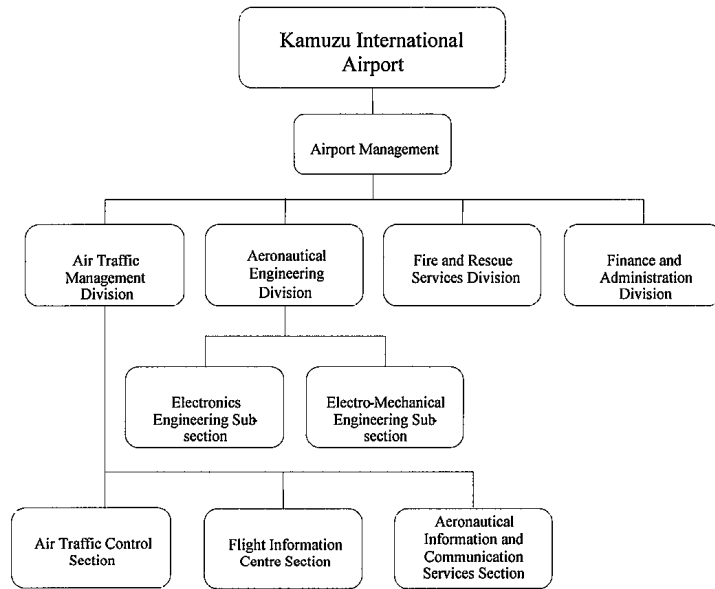 Kamuzu International
Airport
Airport Management
Air Traffic
Management
Division
Aeronautical
Engineering
Division
Fire and Rescue
Services Division
Finance and
Administration
Division
Electronics
Engineering Sub-
section
Electro-Mechanical
Engineering Sub-
section
Air Traffic Control
Section
Flight Information
Centre Section
Aeronautical
Information and
Communication
Services Section